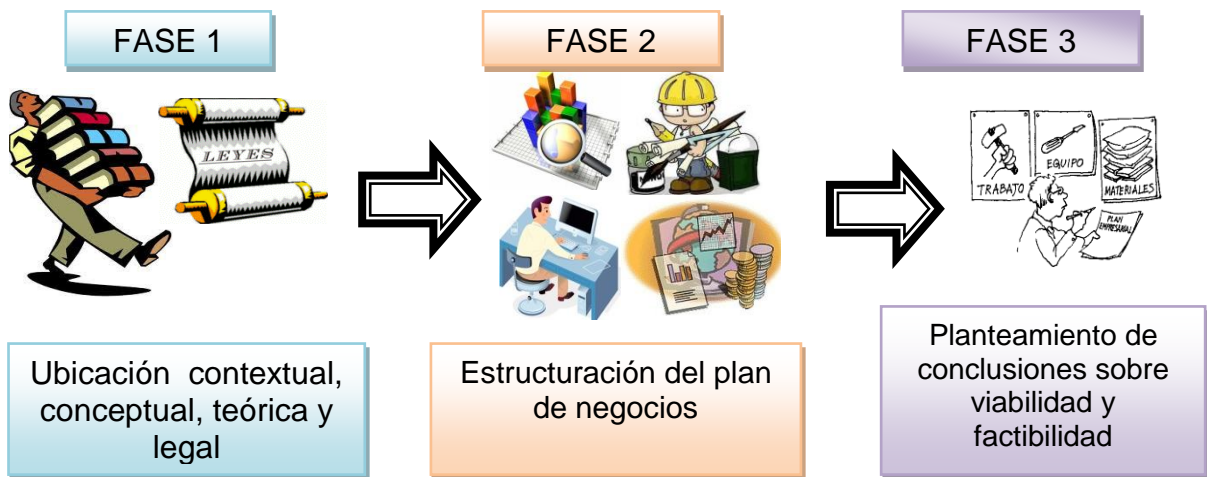 FASE 1
FASE 2
FASE 3
LEYES
TRABAJO
EQUIPO
MATERIALES
PLAN
EMPRESARIAL
Ubicación contextual,
conceptual, teórica y
legal
Estructuración del plan
de negocios
Planteamiento de
conclusiones sobre
viabilidad y
factibilidad